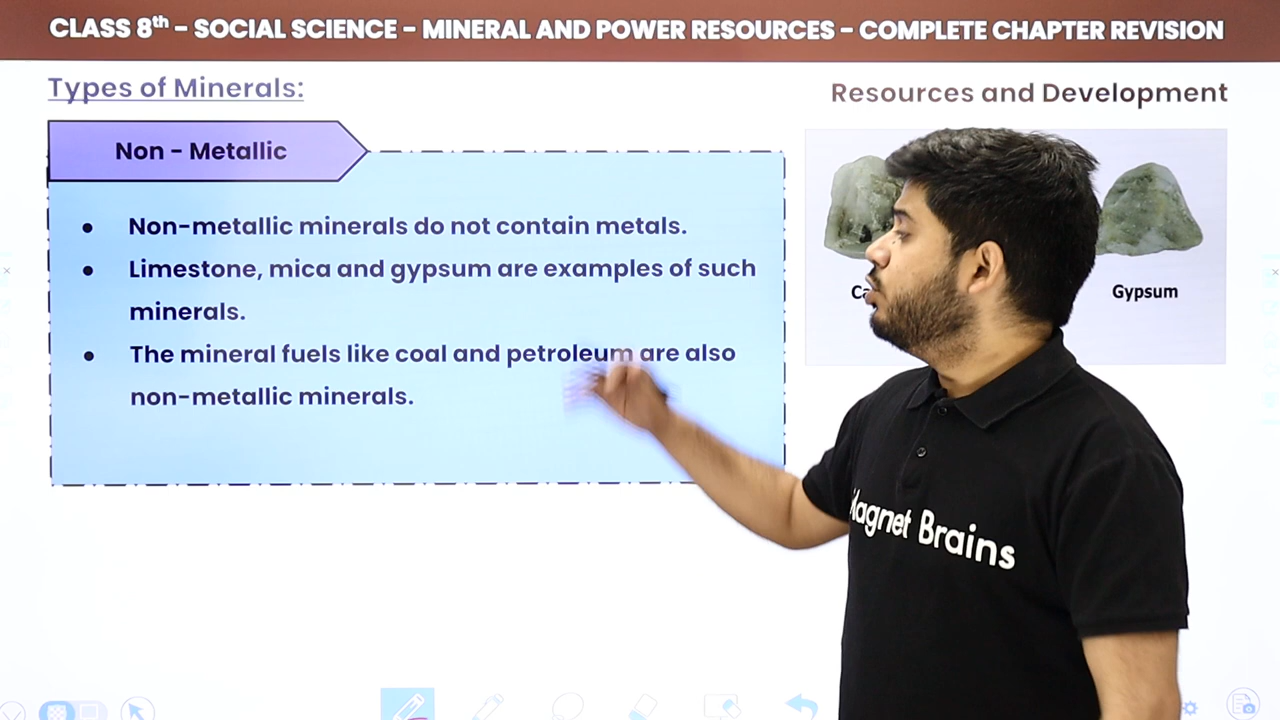 CLASS 8th – SOCIAL SCIENCE – MINERAL AND POWER RESOURCES – COMPLETE CHAPTER REVISION
Types of Minerals:
Resources and Development
Non - Metallic
• Non-metallic minerals do not contain metals.
• Limestone, mica and gypsum are examples of such
minerals.
• The mineral fuels like coal and petroleum are also
non-metallic minerals.
Gypsum
Magnet Brains